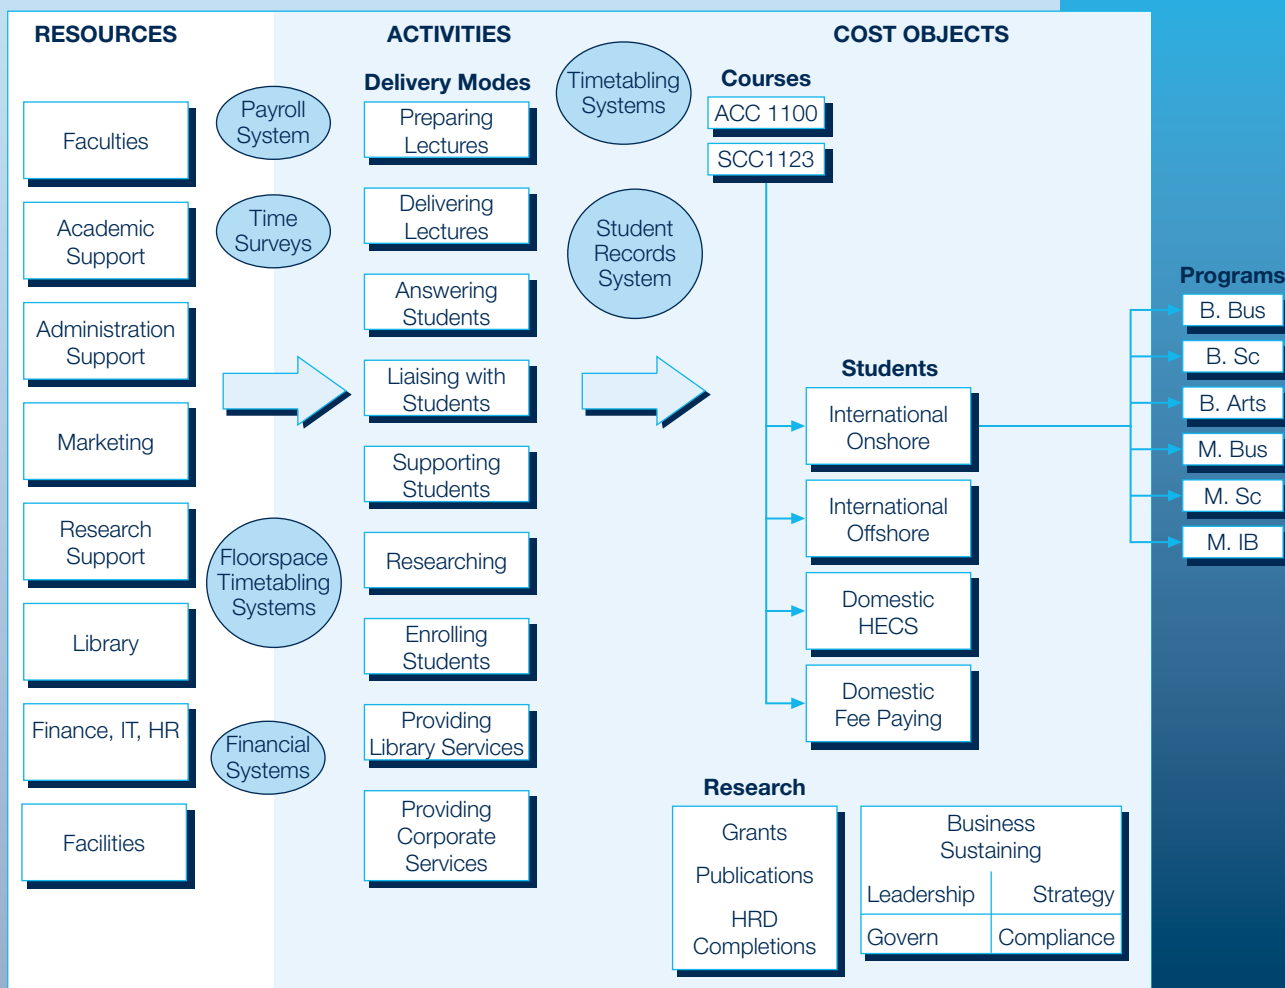 RESOURCES
ACTIVITIES
COST OBJECTS
Faculties
Academic
Support
Administration
Support
Marketing
Research
Support
Library
Finance, IT, HR
Facilities
Payroll
System
Time
Surveys
Floorspace
Timetabling
Systems
Financial
Systems
Delivery Modes
Preparing
Lectures
Delivering
Lectures
Answering
Students
Liaising with
Students
Supporting
Students
Researching
Enrolling
Students
Providing
Library Services
Providing
Corporate
Services
Timetabling
Systems
Student
Records
System
Courses
ACC 1100
SCC1123
Students
International
Onshore
International
Offshore
Domestic
HECS
Domestic
Fee Paying
Programs
B. Bus
B. Sc
B. Arts
M. Bus
M. Sc
M. IB
Research
Grants
Publications
HRD
Completions
Business
Sustaining
Leadership
Strategy
Govern
Compliance